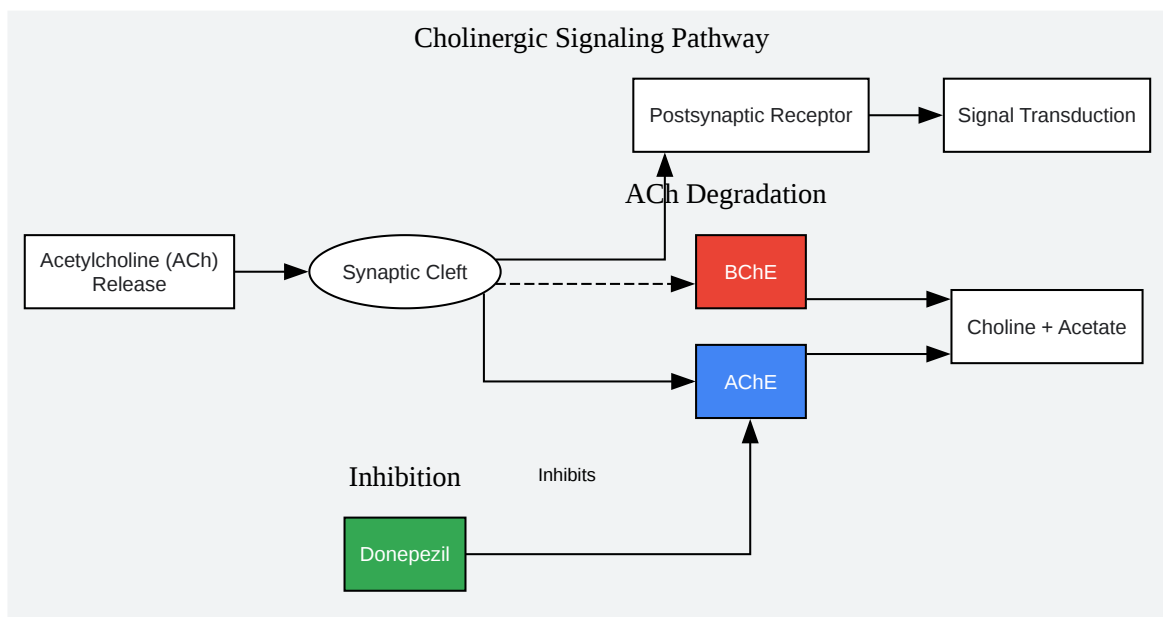 Cholinergic Signaling Pathway
Postsynaptic Receptor
Signal Transduction
ACh Degradation
Acetylcholine (ACh)
Release
Synaptic Cleft
BChE
Choline + Acetate
AChE
Inhibition
Inhibits
Donepezil